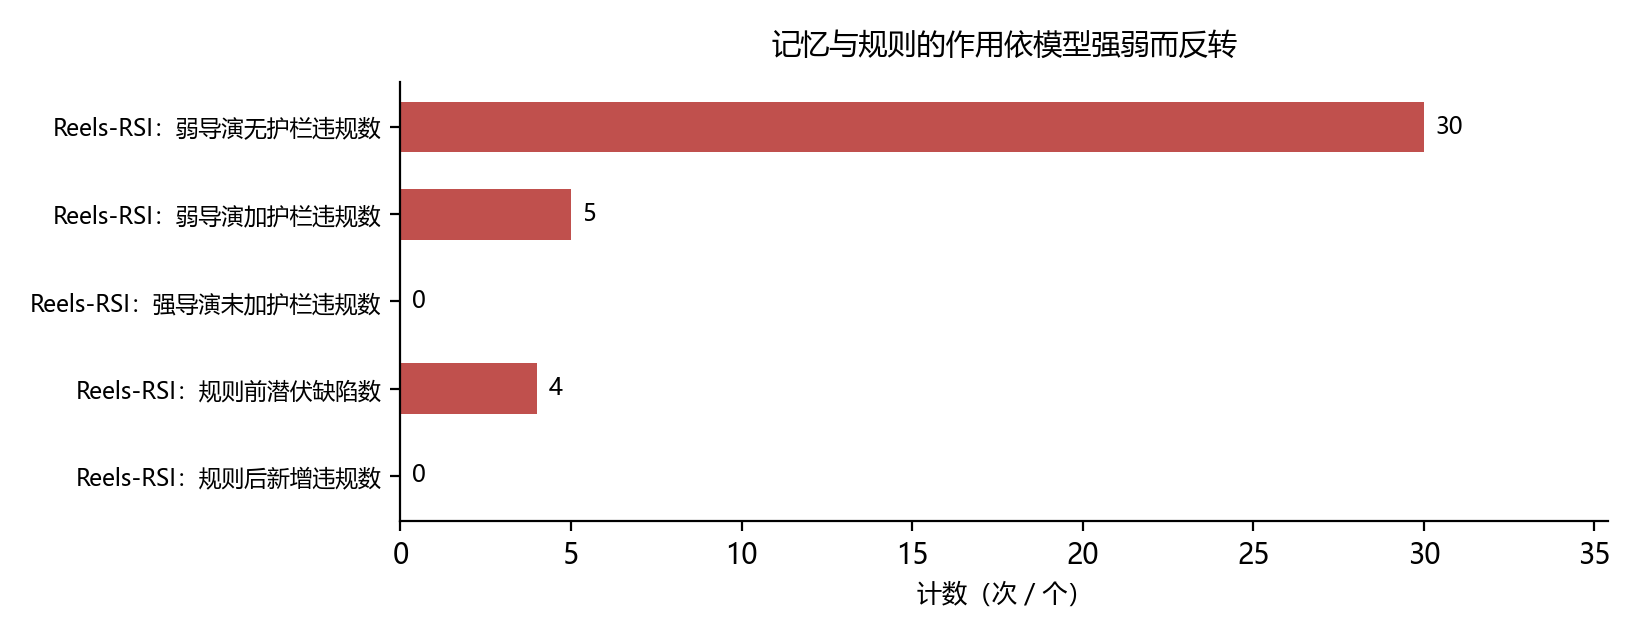 记忆与规则的作用依模型强弱而反转
Reels-RSI：弱导演无护栏违规数
30
Reels-RSI：弱导演加护栏违规数
5
Reels-RSI：强导演未加护栏违规数
0
Reels-RSI：规则前潜伏缺陷数
4
Reels-RSI：规则后新增违规数
0
0 5 10 15 20 25 30 35
计数（次 / 个）